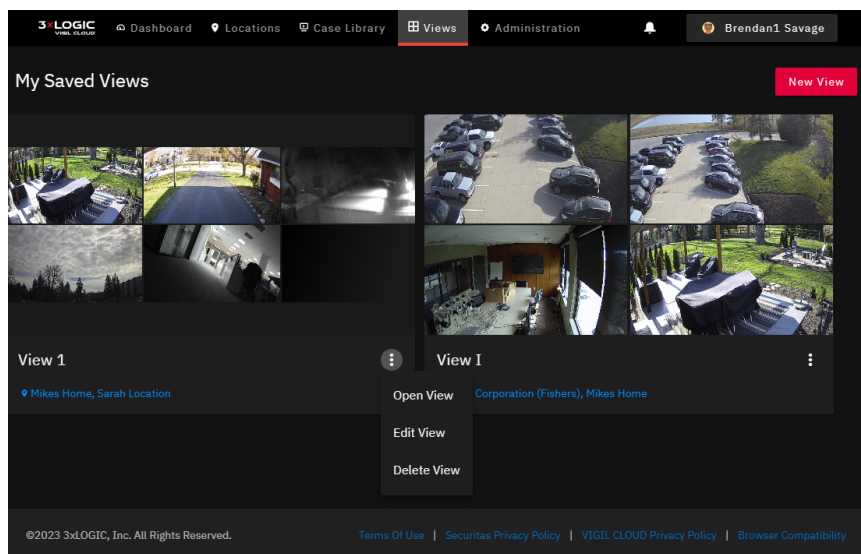 3×LOGIC
VIGIL CLOUD
Dashboard
Locations
Case Library
Views
Administration
Brendan1 Savage
My Saved Views
New View
View 1
View I
Mikes Home, Sarah Location
Corporation (Fishers), Mikes Home
Open View
Edit View
Delete View
©2023 3xLOGIC, Inc. All Rights Reserved.
Terms Of Use | Securitas Privacy Policy | VIGIL CLOUD Privacy Policy | Browser Compatibility